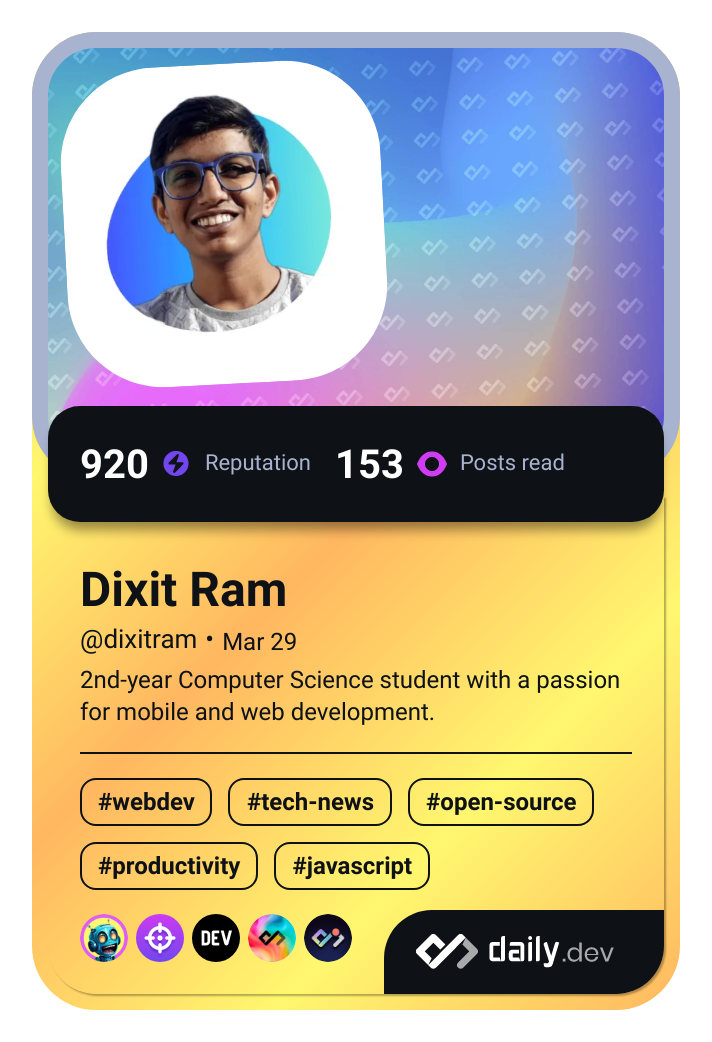 920 Reputation 153 Posts read
Dixit Ram
@dixitram • Mar 29
2nd-year Computer Science student with a passion
for mobile and web development.
#webdev #tech-news #open-source
#productivity #javascript
DEV
daily.dev